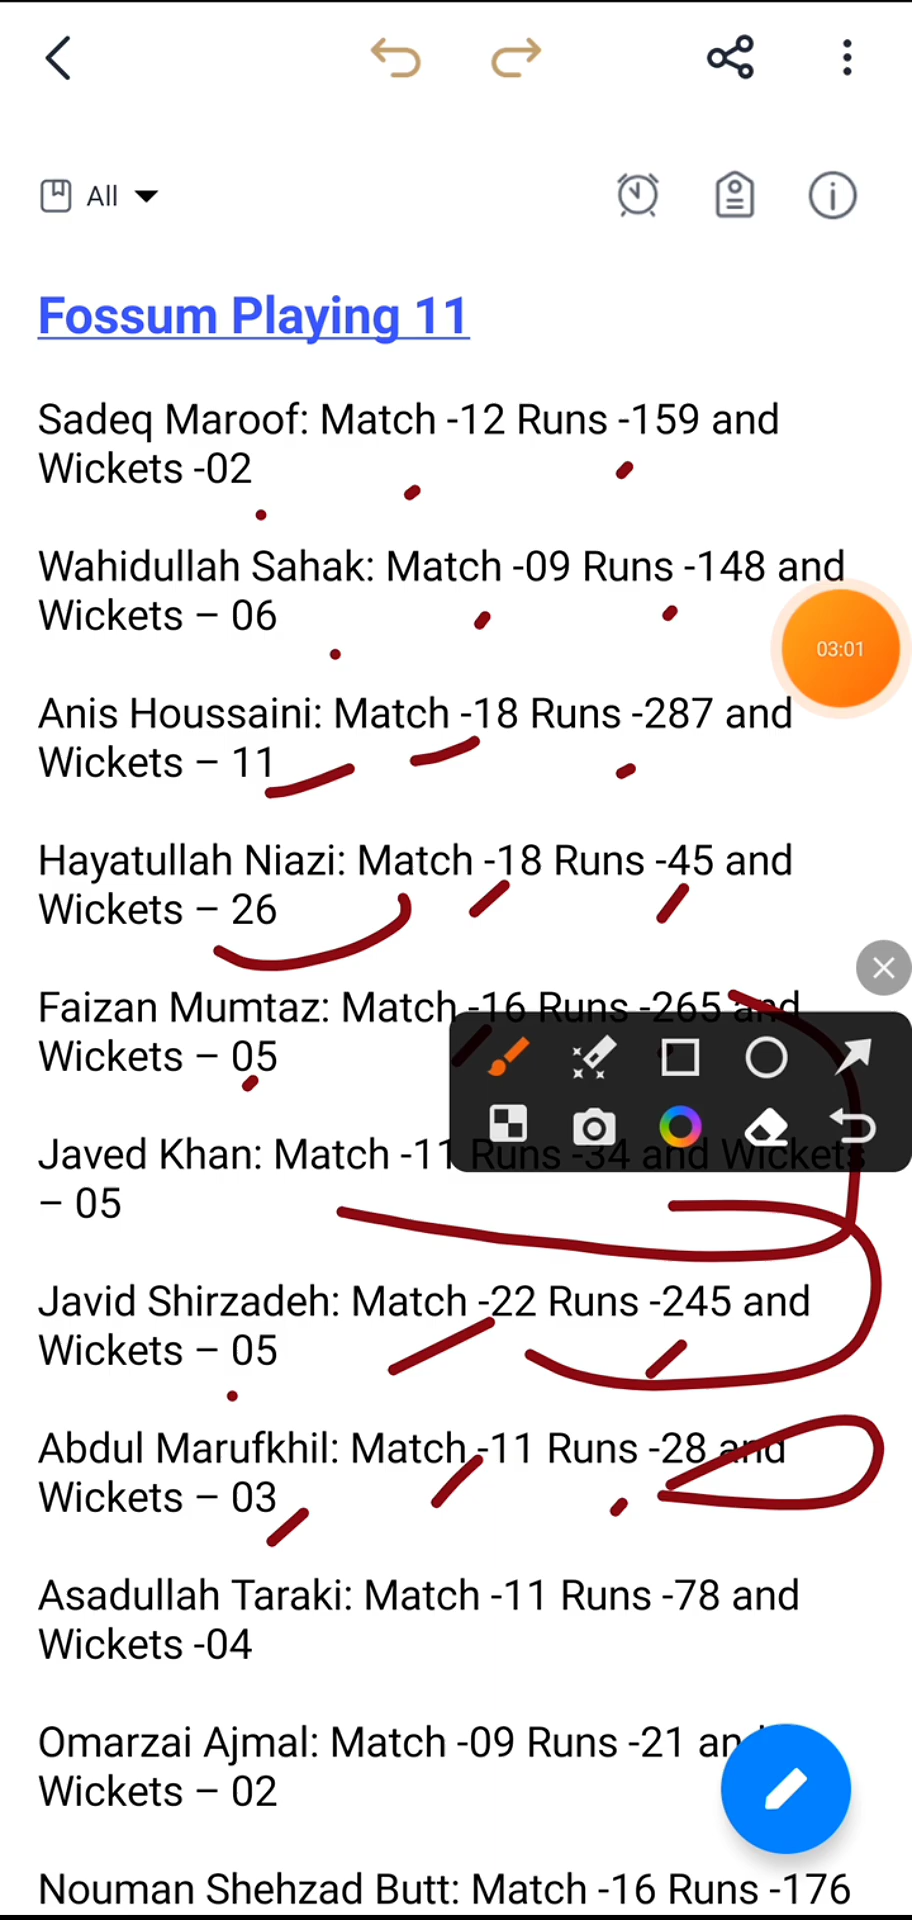 All
Fossum Playing 11
Sadeq Maroof: Match -12 Runs -159 and
Wickets -02
Wahidullah Sahak: Match -09 Runs -148 and
Wickets – 06
03:01
Anis Houssaini: Match -18 Runs -287 and
Wickets – 11
Hayatullah Niazi: Match -18 Runs -45 and
Wickets – 26
Faizan Mumtaz: Match -16 Runs -265 and
Wickets – 05
Javed Khan: Match -11 Runs -34 and Wickets
– 05
Javid Shirzadeh: Match -22 Runs -245 and
Wickets – 05
Abdul Marufkhil: Match -11 Runs -28 and
Wickets – 03
Asadullah Taraki: Match -11 Runs -78 and
Wickets -04
Omarzai Ajmal: Match -09 Runs -21 and
Wickets – 02
Nouman Shehzad Butt: Match -16 Runs -176